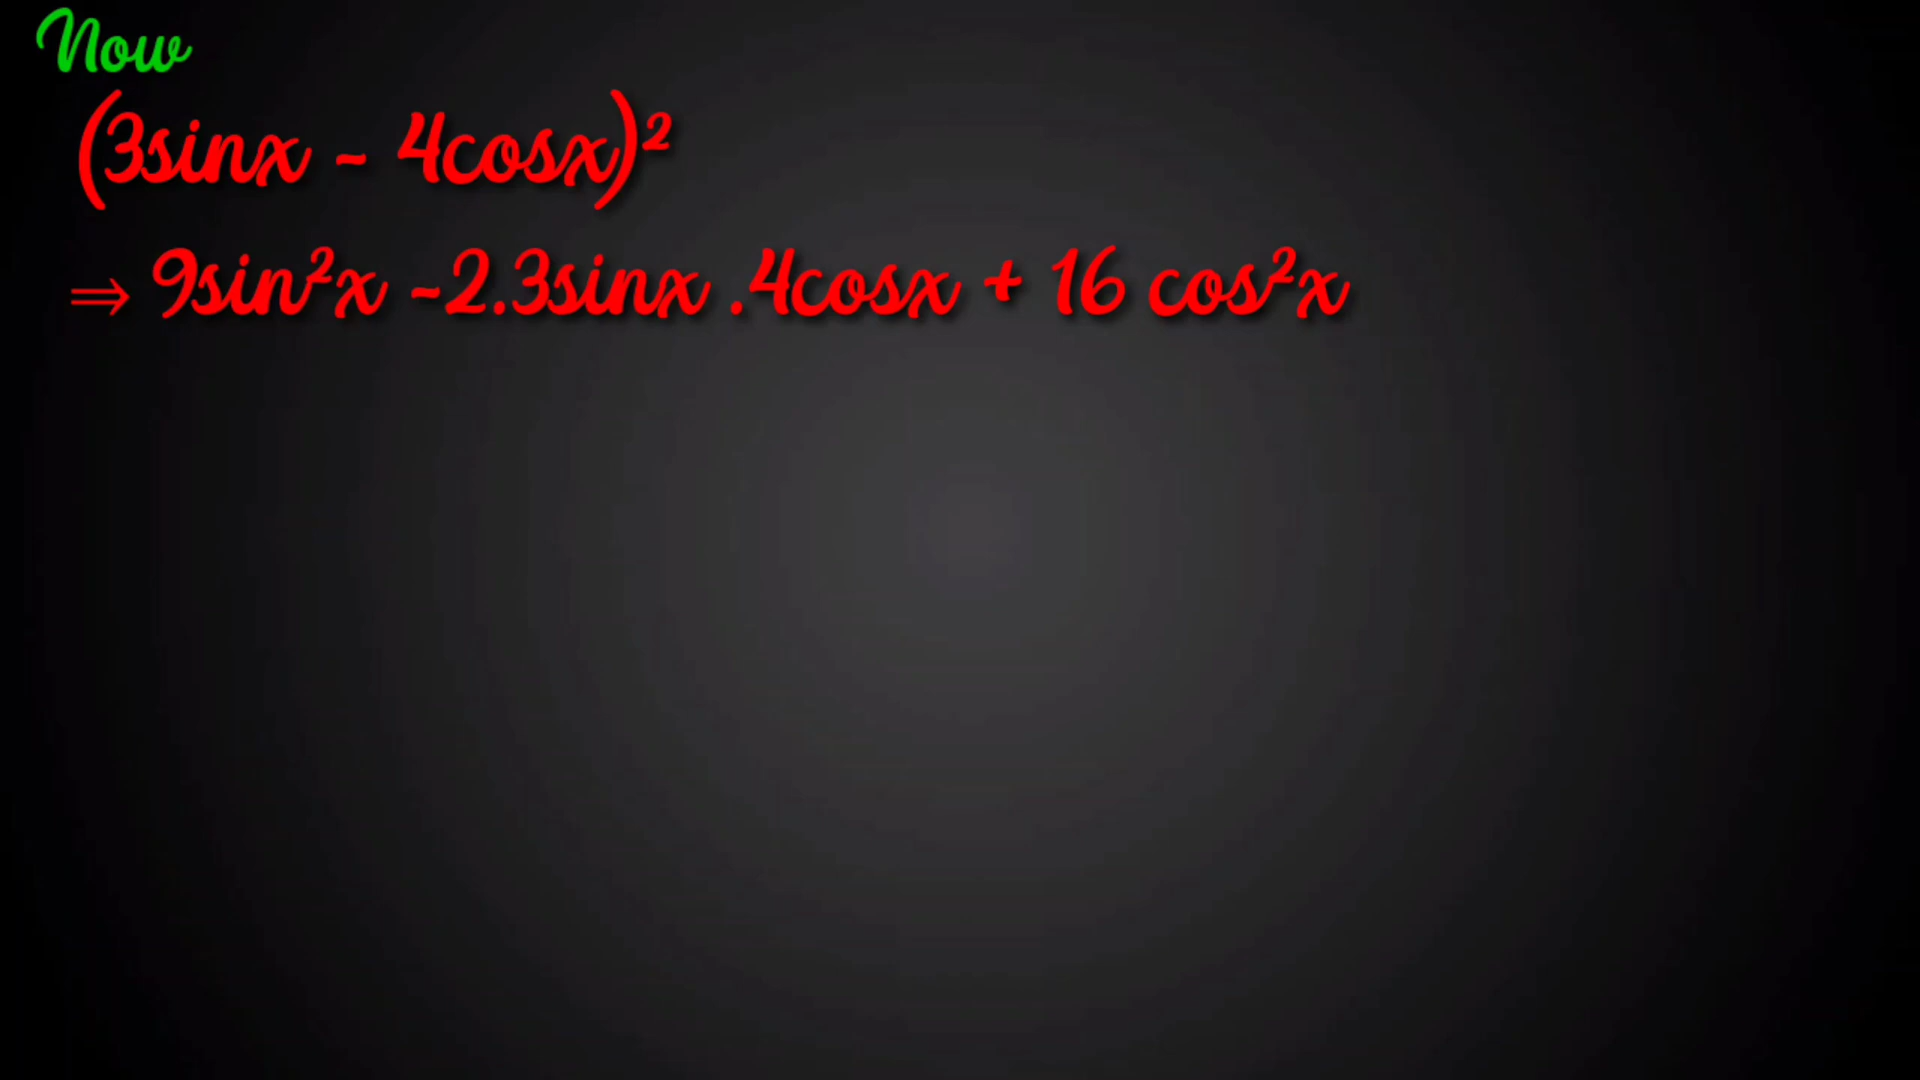 Now
(3sinx - 4cosx)²
⇒ 9sin²x -2.3sinx .4cosx + 16 cos²x